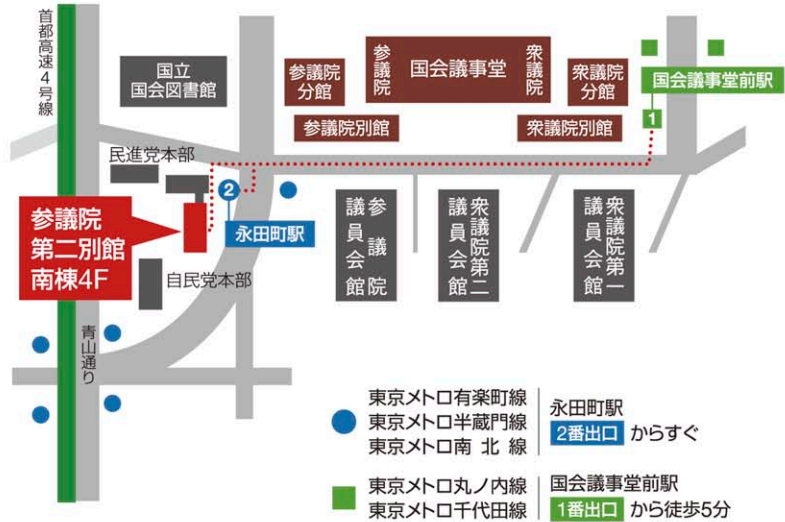 首都高速4号線
国立
国会図書館
参議院
分館
参議院
国会議事堂
衆議院
衆議院
分館
国会議事堂前駅
1
参議院別館
衆議院別館
民進党本部
2
永田町駅
参議院
第二別館
南棟4F
自民党本部
参議院
議員会館
衆議院第二
議員会館
衆議院第一
議員会館
青山通り
東京メトロ有楽町線
東京メトロ半蔵門線
東京メトロ南北線
永田町駅
2番出口 からすぐ
東京メトロ丸ノ内線
東京メトロ千代田線
国会議事堂前駅
1番出口 から徒歩5分